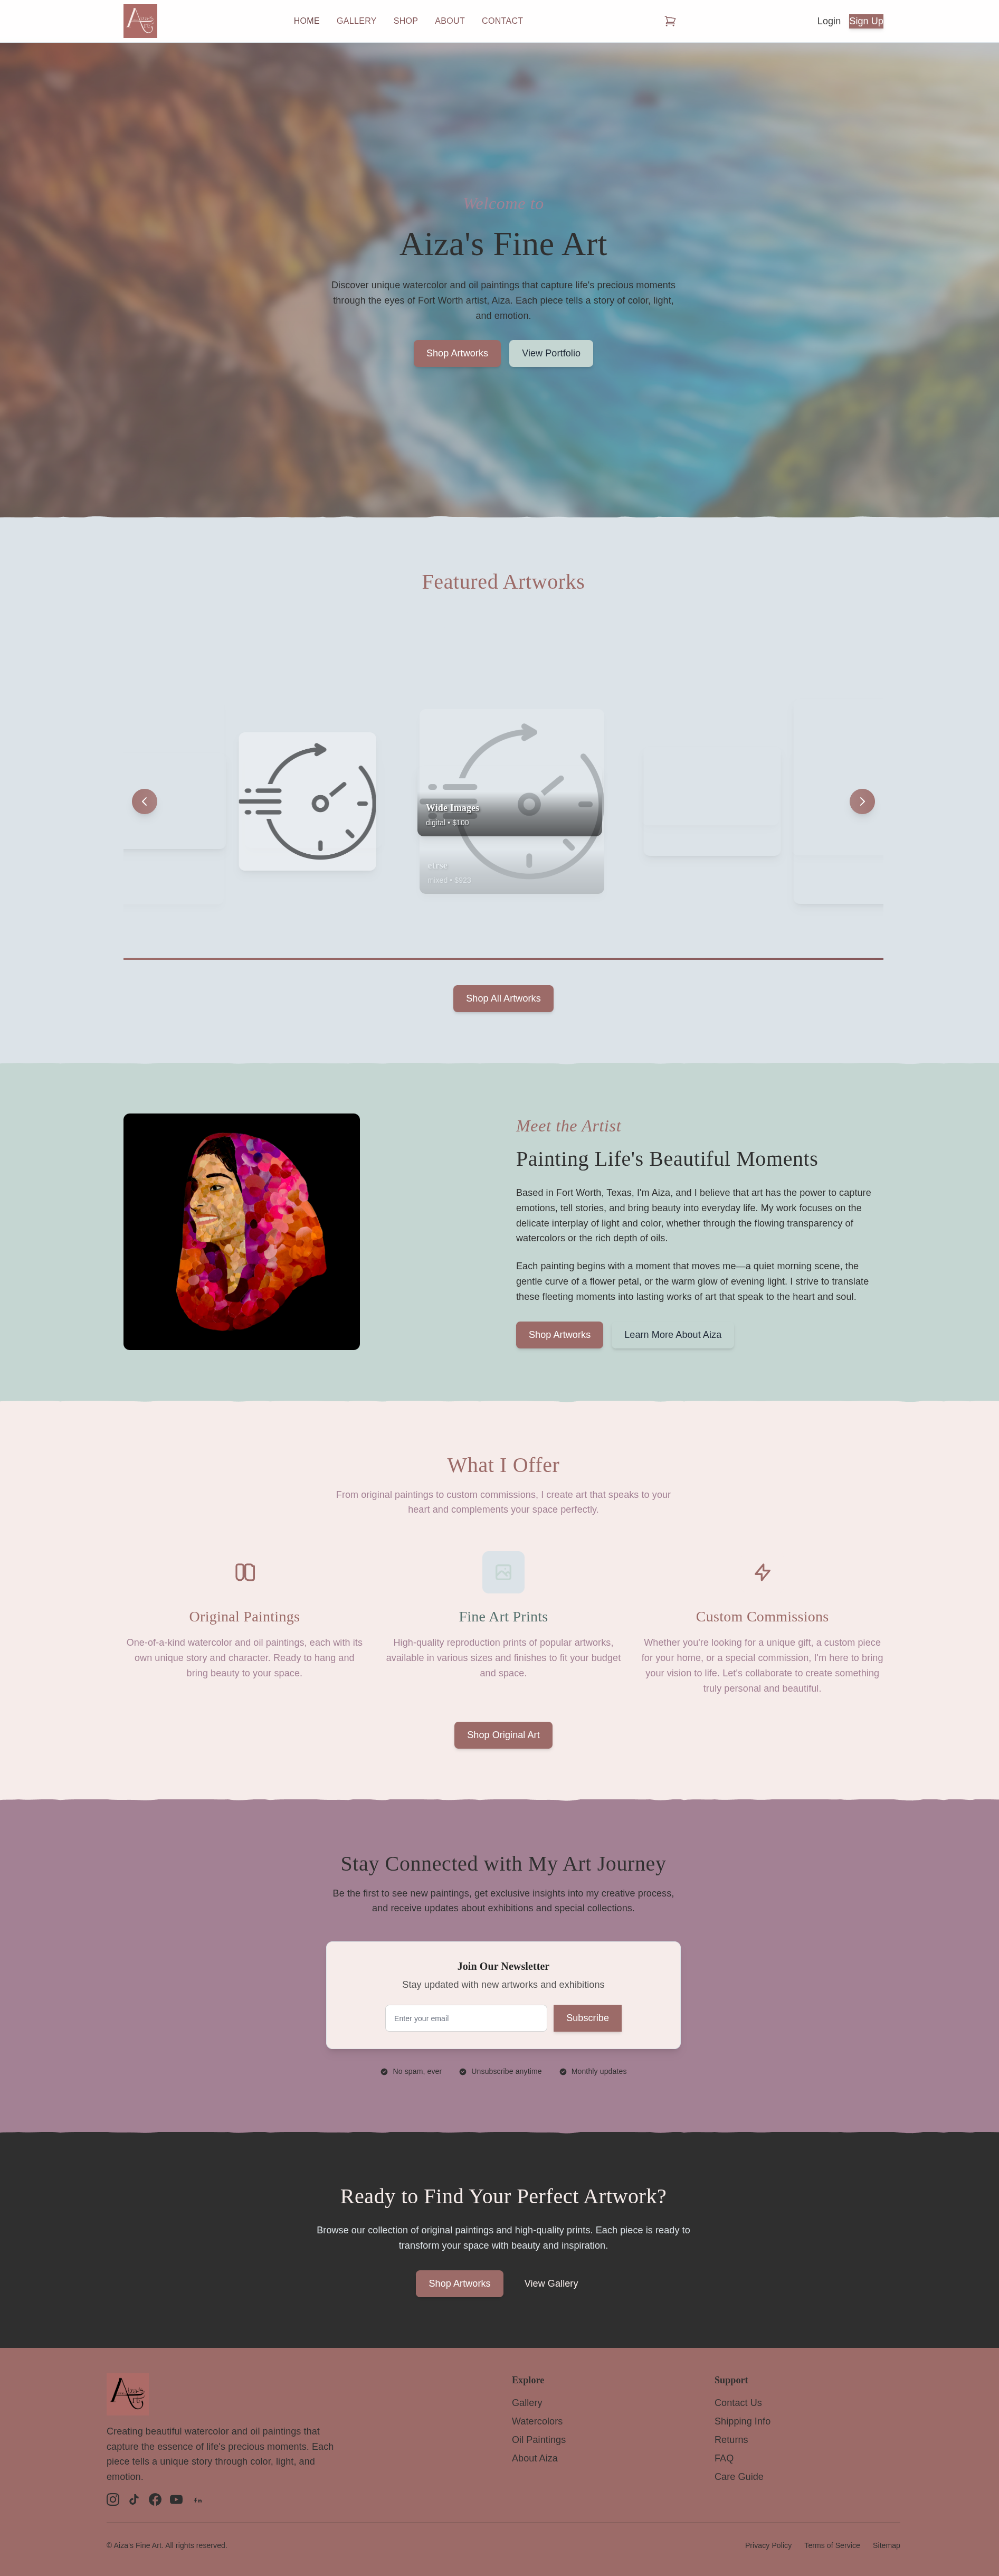 Aiza's
Art
HOME
GALLERY
SHOP
ABOUT
CONTACT
Login
Sign Up
Welcome to
Aiza's Fine Art
Discover unique watercolor and oil paintings that capture life's precious moments
through the eyes of Fort Worth artist, Aiza. Each piece tells a story of color, light,
and emotion.
Shop Artworks
View Portfolio
Featured Artworks
Wide Images
digital • $100
Shop All Artworks
Meet the Artist
Painting Life's Beautiful Moments
Based in Fort Worth, Texas, I'm Aiza, and I believe that art has the power to capture
emotions, tell stories, and bring beauty into everyday life. My work focuses on the
delicate interplay of light and color, whether through the flowing transparency of
watercolors or the rich depth of oils.
Each painting begins with a moment that moves me—a quiet morning scene, the
gentle curve of a flower petal, or the warm glow of evening light. I strive to translate
these fleeting moments into lasting works of art that speak to the heart and soul.
Shop Artworks
Learn More About Aiza
What I Offer
From original paintings to custom commissions, I create art that speaks to your
heart and complements your space perfectly.
Original Paintings
One-of-a-kind watercolor and oil paintings, each with its
own unique story and character. Ready to hang and
bring beauty to your space.
Fine Art Prints
High-quality reproduction prints of popular artworks,
available in various sizes and finishes to fit your budget
and space.
Custom Commissions
Whether you're looking for a unique gift, a custom piece
for your home, or a special commission, I'm here to bring
your vision to life. Let's collaborate to create something
truly personal and beautiful.
Shop Original Art
Stay Connected with My Art Journey
Be the first to see new paintings, get exclusive insights into my creative process,
and receive updates about exhibitions and special collections.
Join Our Newsletter
Stay updated with new artworks and exhibitions
Enter your email
Subscribe
No spam, ever
Unsubscribe anytime
Monthly updates
Ready to Find Your Perfect Artwork?
Browse our collection of original paintings and high-quality prints. Each piece is ready to
transform your space with beauty and inspiration.
Shop Artworks
View Gallery
Aiza's
Art
Creating beautiful watercolor and oil paintings that
capture the essence of life's precious moments. Each
piece tells a unique story through color, light, and
emotion.
Explore
Gallery
Watercolors
Oil Paintings
About Aiza
Support
Contact Us
Shipping Info
Returns
FAQ
Care Guide
© Aiza's Fine Art. All rights reserved.
Privacy Policy
Terms of Service
Sitemap